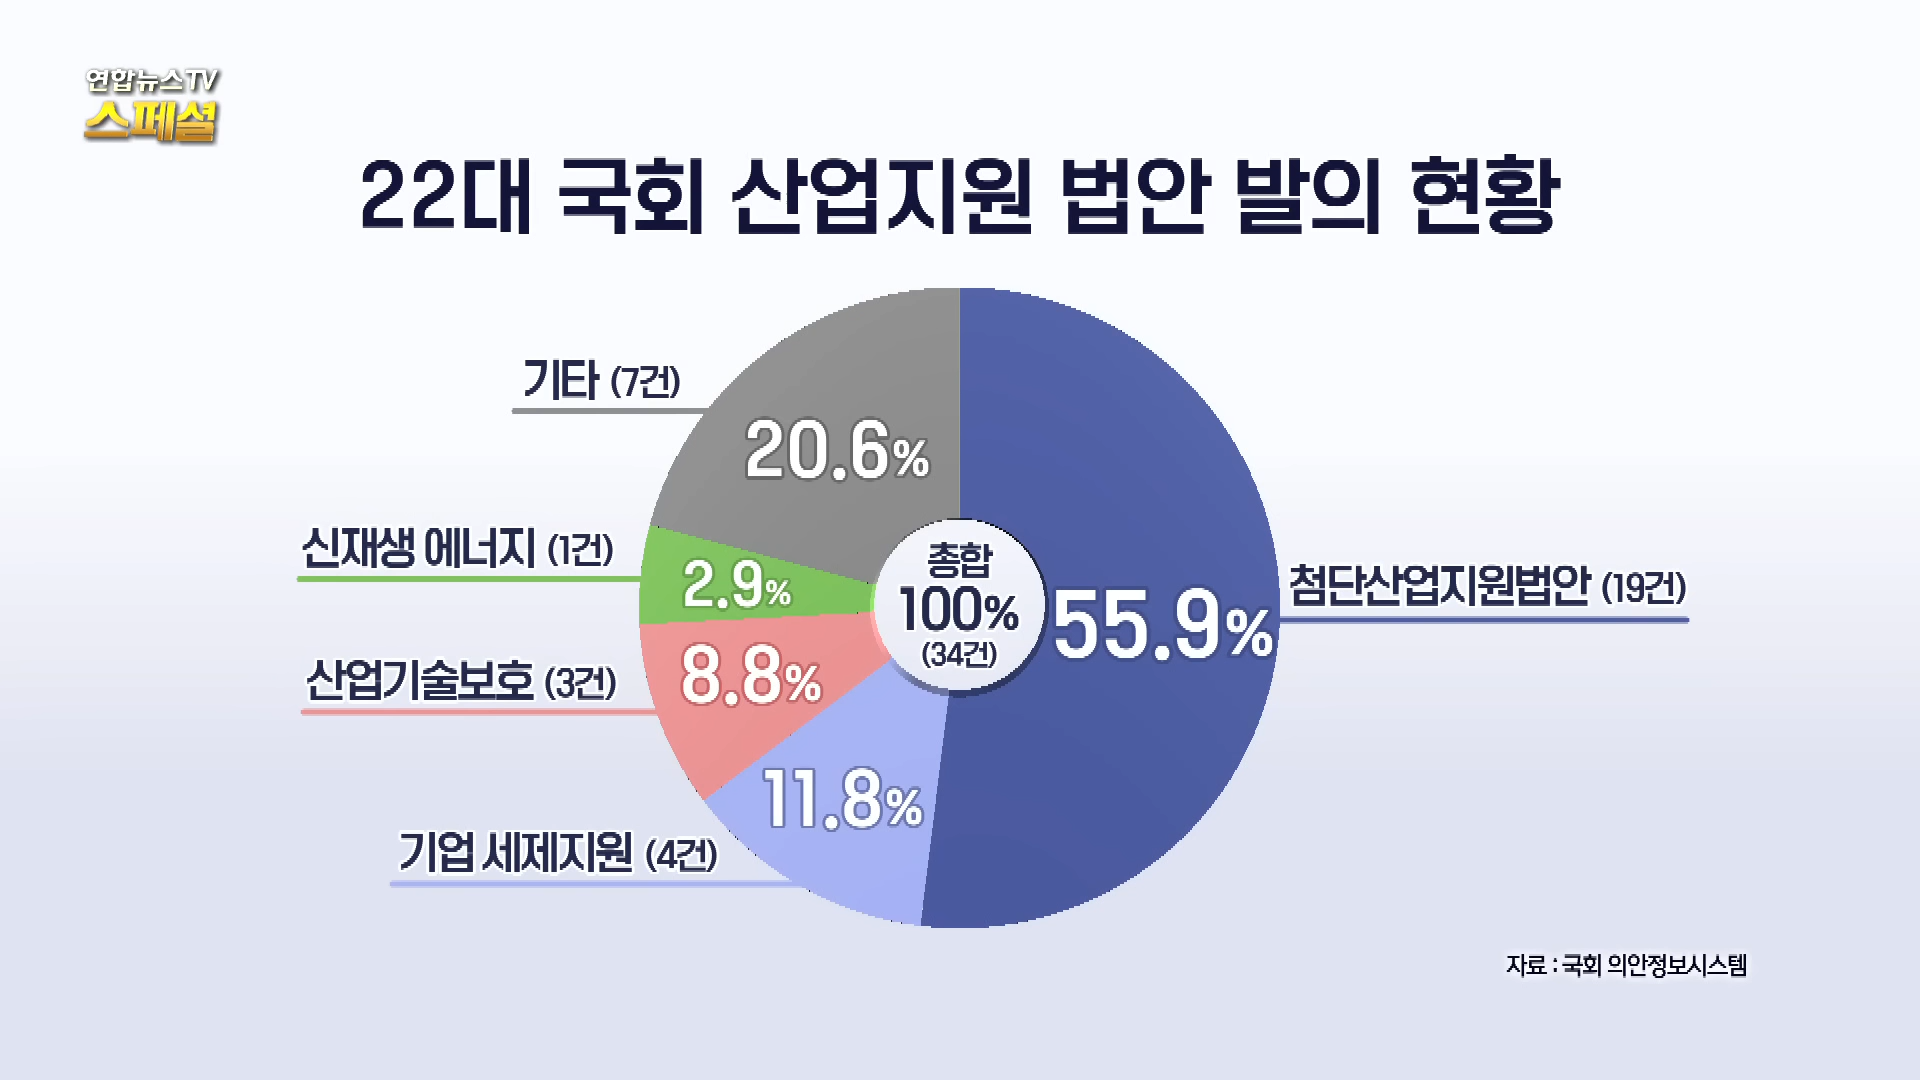 연합뉴스TV
스페셜
22대 국회 산업지원 법안 발의 현황
기타 (7건)
20.6%
신재생 에너지 (1건)
2.9%
총합
100%
(34건)
55.9%
첨단산업지원법안 (19건)
산업기술보호 (3건)
8.8%
11.8%
기업 세제지원 (4건)
자료 : 국회 의안정보시스템